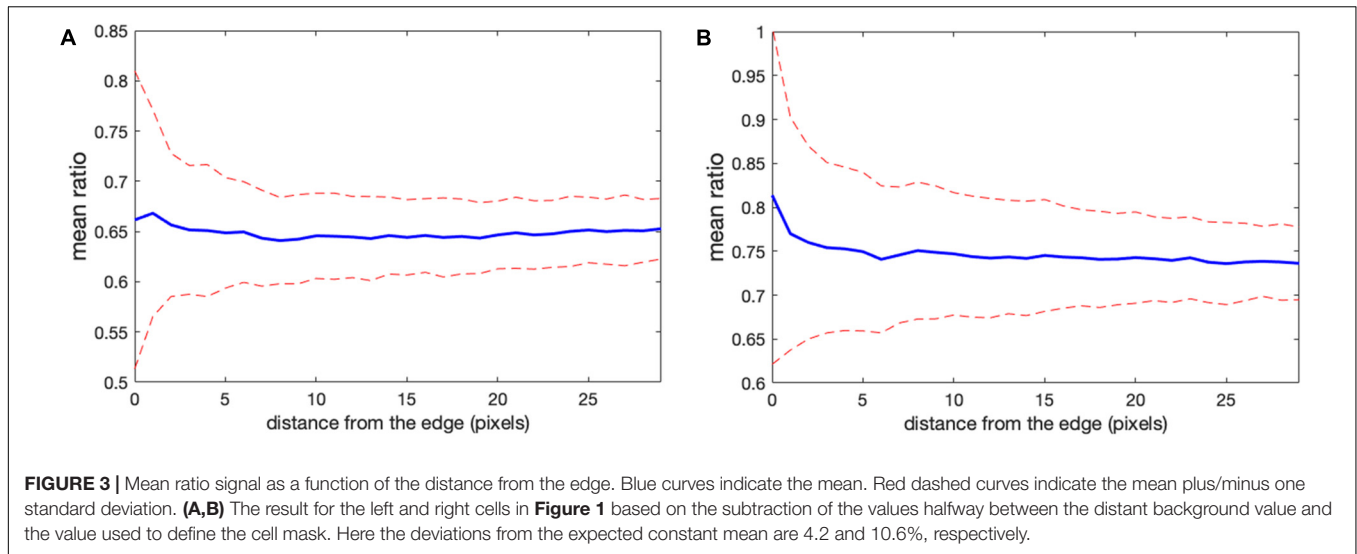 A
0.85
0.8
0.75
0.7
0.65
0.6
0.55
0.5
mean ratio
0 5 10 15 20 25
distance from the edge (pixels)
B
1
0.95
0.9
0.85
0.8
0.75
0.7
0.65
0.6
mean ratio
0 5 10 15 20 25
distance from the edge (pixels)
FIGURE 3 | Mean ratio signal as a function of the distance from the edge. Blue curves indicate the mean. Red dashed curves indicate the mean plus/minus one
standard deviation. (A,B) The result for the left and right cells in Figure 1 based on the subtraction of the values halfway between the distant background value and
the value used to define the cell mask. Here the deviations from the expected constant mean are 4.2 and 10.6%, respectively.